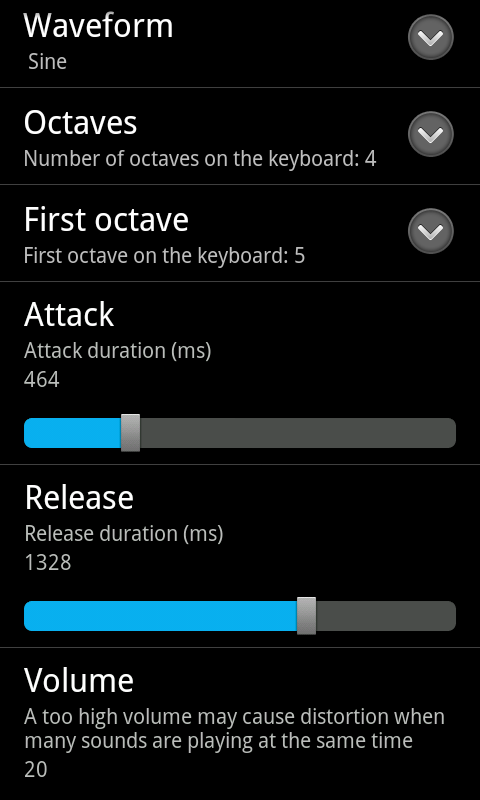 Waveform
Sine
Octaves
Number of octaves on the keyboard: 4
First octave
First octave on the keyboard: 5
Attack
Attack duration (ms)
464
Release
Release duration (ms)
1328
Volume
A too high volume may cause distortion when
many sounds are playing at the same time
20